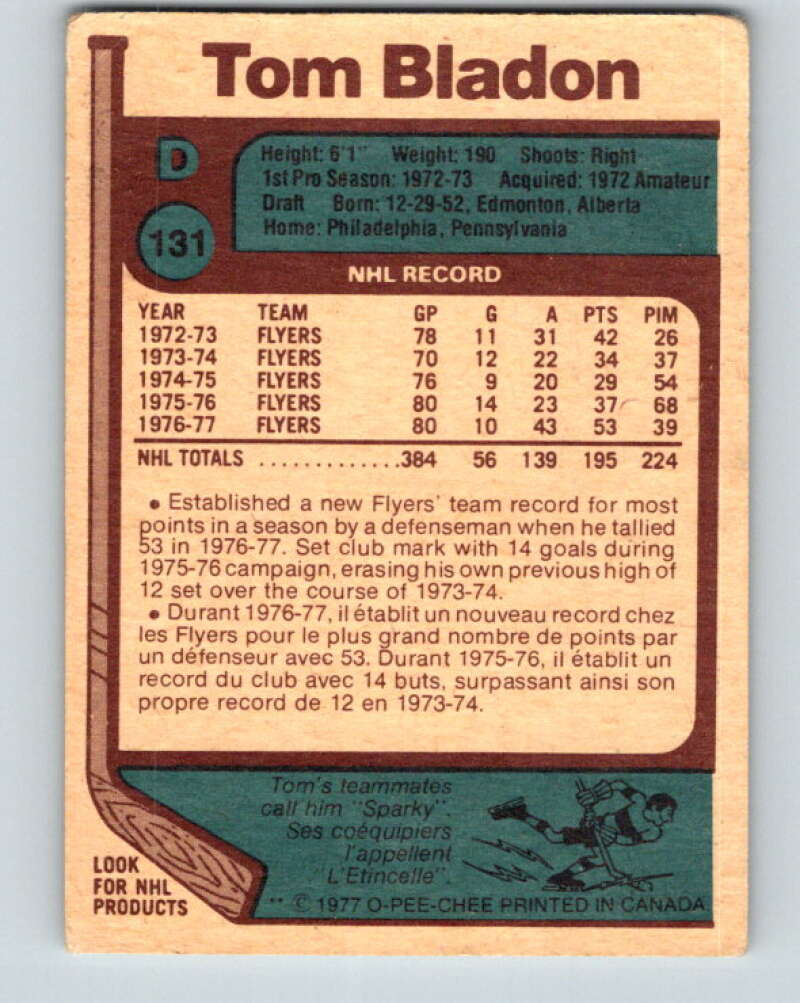 Tom Bladon
D
Height: 6'1" Weight: 190 Shoots: Right
1st Pro Season: 1972-73 Acquired: 1972 Amateur
Draft Born: 12-29-52, Edmonton, Alberta
Home: Philadelphia, Pennsylvania
131
NHL RECORD
YEAR TEAM GP G A PTS PIM
1972-73 FLYERS 78 11 31 42 26
1973-74 FLYERS 70 12 22 34 37
1974-75 FLYERS 76 9 20 29 54
1975-76 FLYERS 80 14 23 37 68
1976-77 FLYERS 80 10 43 53 39
NHL TOTALS .............384 56 139 195 224
• Established a new Flyers' team record for most
points in a season by a defenseman when he tallied
53 in 1976-77. Set club mark with 14 goals during
1975-76 campaign, erasing his own previous high of
12 set over the course of 1973-74.
• Durant 1976-77, il établit un nouveau record chez
les Flyers pour le plus grand nombre de points par
un défenseur avec 53. Durant 1975-76, il établit un
record du club avec 14 buts, surpassant ainsi son
propre record de 12 en 1973-74.
Tom's teammates
call him "Sparky".
Ses coéquipiers
l'appellent
"L'Etincelle".
LOOK
FOR NHL
PRODUCTS
** © 1977 O-PEE-CHEE PRINTED IN CANADA